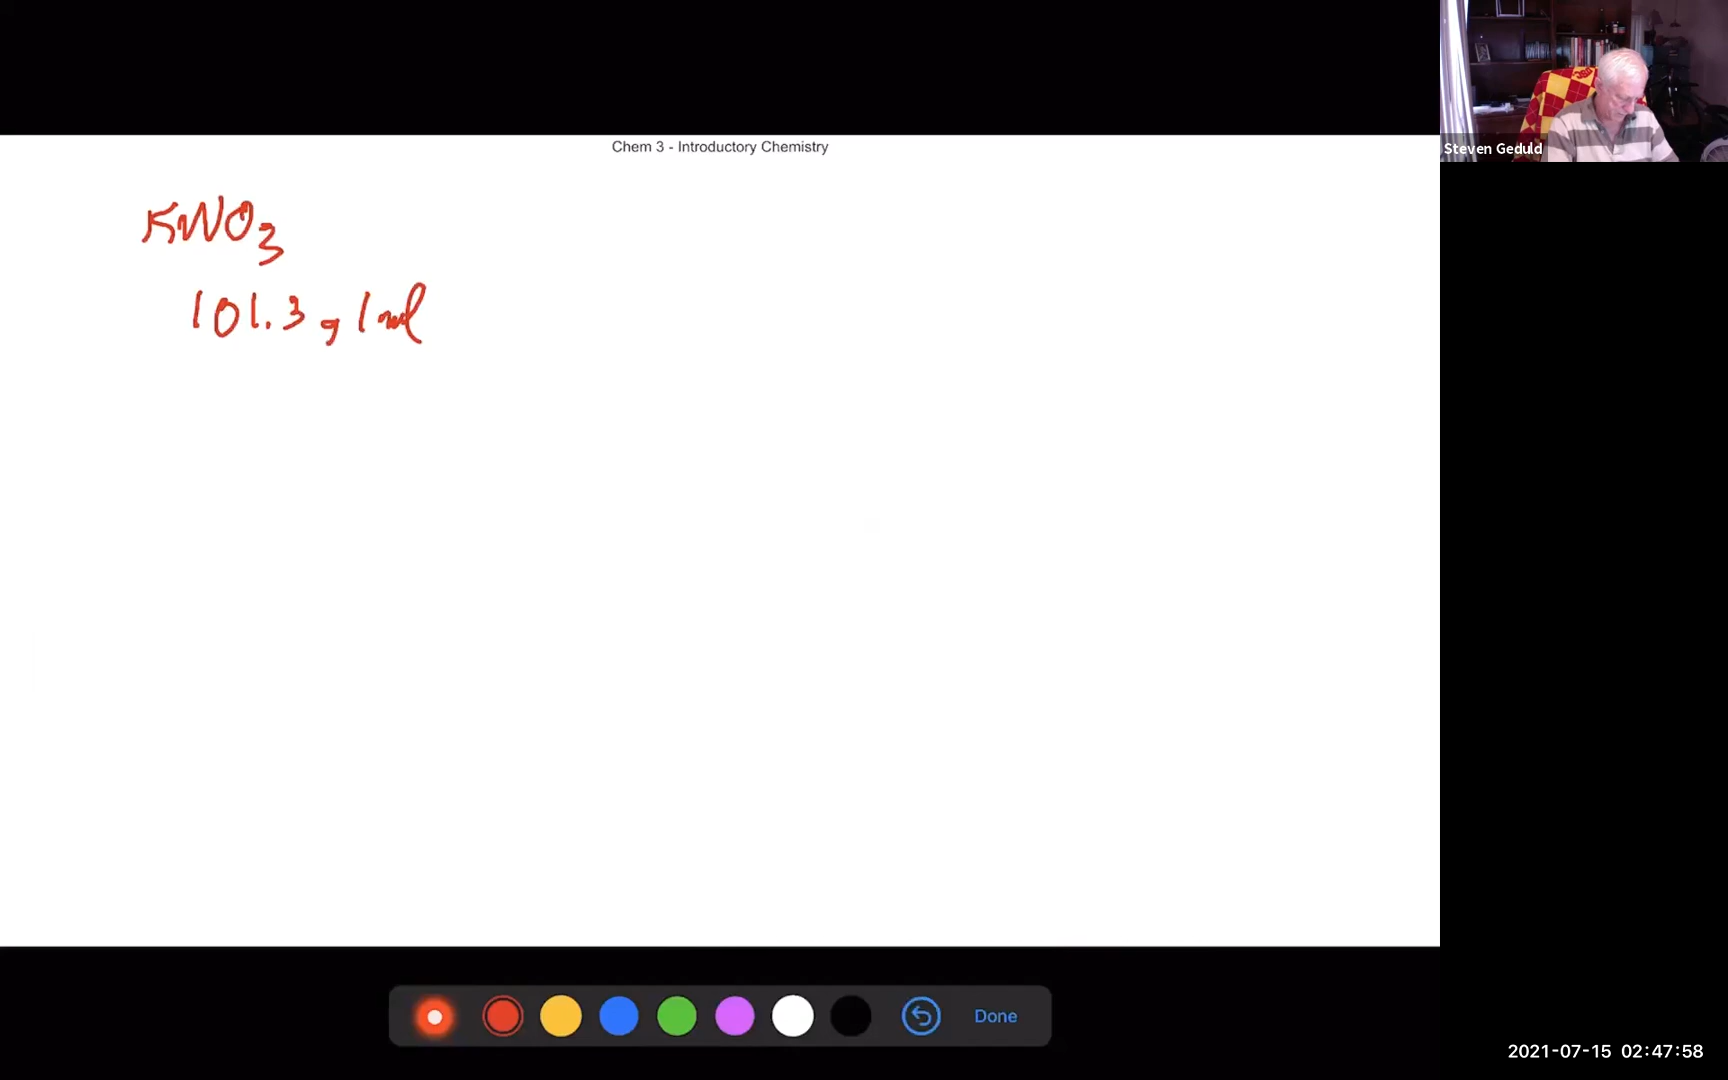 Chem 3 - Introductory Chemistry
Steven Geduld
KNO3
101.3 g/mol
Done
2021-07-15 02:47:58